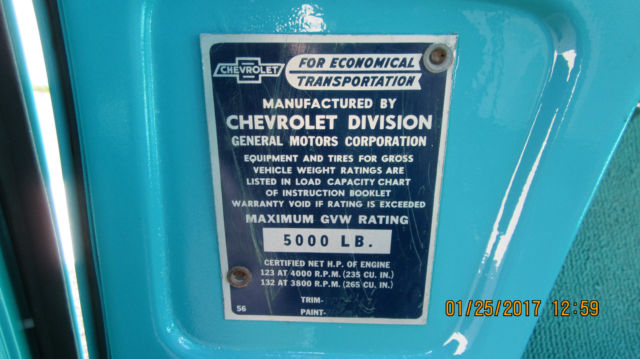 CHEVROLET
FOR ECONOMICAL
TRANSPORTATION
MANUFACTURED BY
CHEVROLET DIVISION
GENERAL MOTORS CORPORATION
EQUIPMENT AND TIRES FOR GROSS
VEHICLE WEIGHT RATINGS ARE
LISTED IN LOAD CAPACITY CHART
OF INSTRUCTION BOOKLET
WARRANTY VOID IF RATING IS EXCEEDED
MAXIMUM GVW RATING
5000 LB.
CERTIFIED NET H.P. OF ENGINE
123 AT 4000 R.P.M. (235 CU. IN.)
132 AT 3800 R.P.M. (265 CU. IN.)
TRIM-
56 PAINT-
01/25/2017 12:59